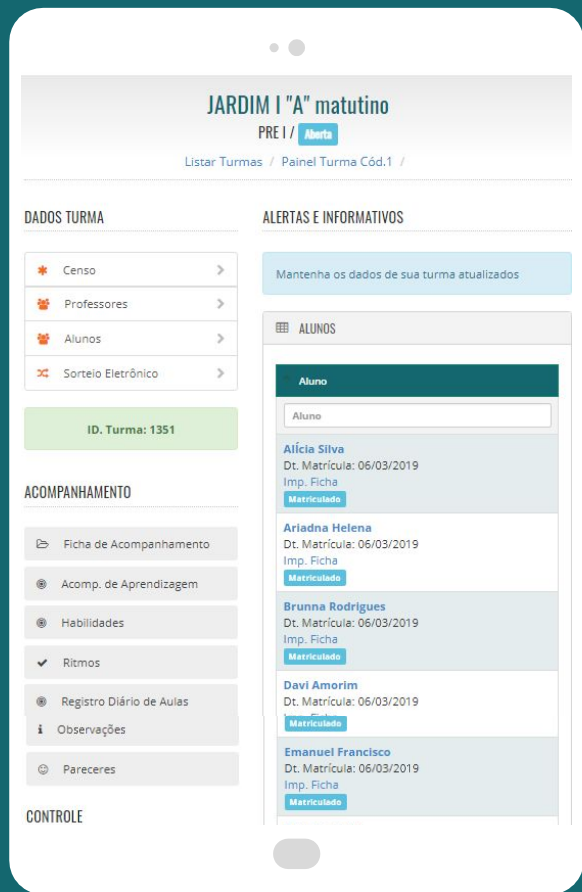 JARDIM I "A" matutino
PRE I / Aberta
Listar Turmas / Painel Turma Cód.1 /
DADOS TURMA
Censo
Professores
Alunos
Sorteio Eletrônico
ID. Turma: 1351
ACOMPANHAMENTO
Ficha de Acompanhamento
Acomp. de Aprendizagem
Habilidades
Ritmos
Registro Diário de Aulas
Observações
Pareceres
CONTROLE
ALERTAS E INFORMATIVOS
Mantenha os dados de sua turma atualizados
ALUNOS
Aluno
Aluno
Alícia Silva
Dt. Matrícula: 06/03/2019
Imp. Ficha
Matriculado
Ariadna Helena
Dt. Matrícula: 06/03/2019
Imp. Ficha
Matriculado
Brunna Rodrigues
Dt. Matrícula: 06/03/2019
Imp. Ficha
Matriculado
Davi Amorim
Dt. Matrícula: 06/03/2019
Matriculado
Emanuel Francisco
Dt. Matrícula: 06/03/2019
Imp. Ficha
Matriculado